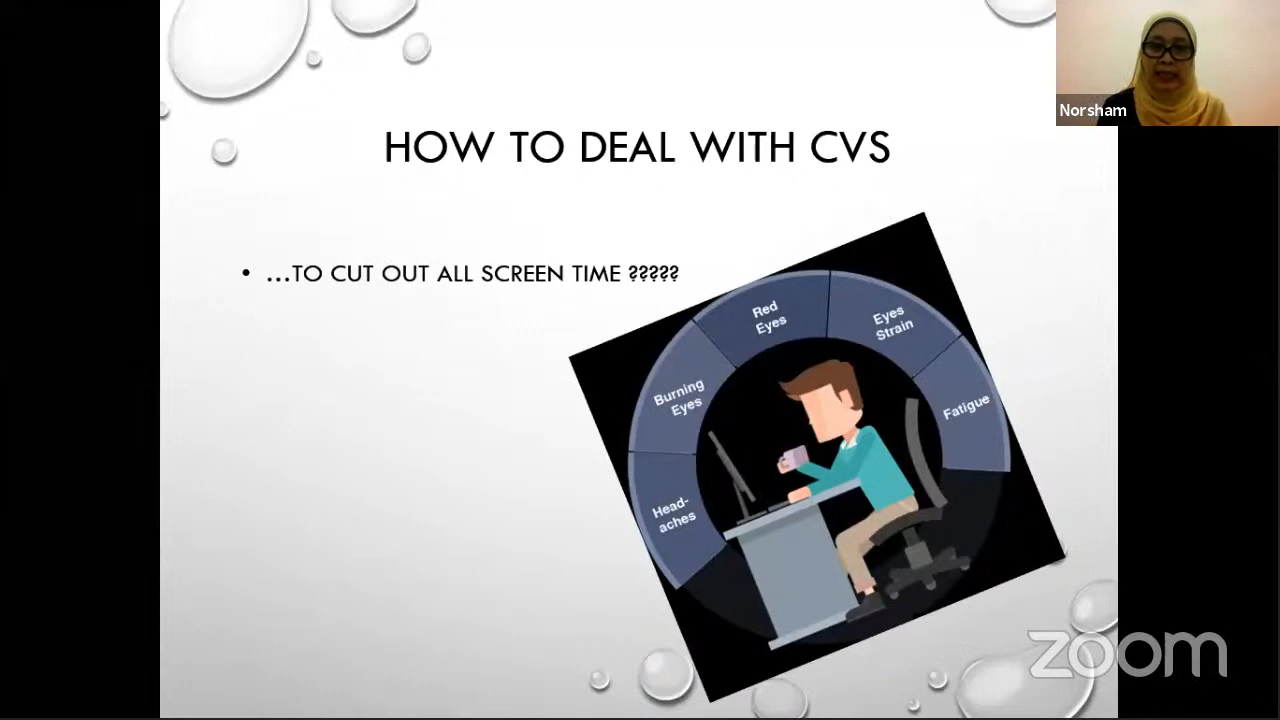 Norsham
HOW TO DEAL WITH CVS
• ...TO CUT OUT ALL SCREEN TIME ?????
Red
Eyes
Eyes
Strain
Burning
Eyes
Fatigue
Head-
aches
zoom